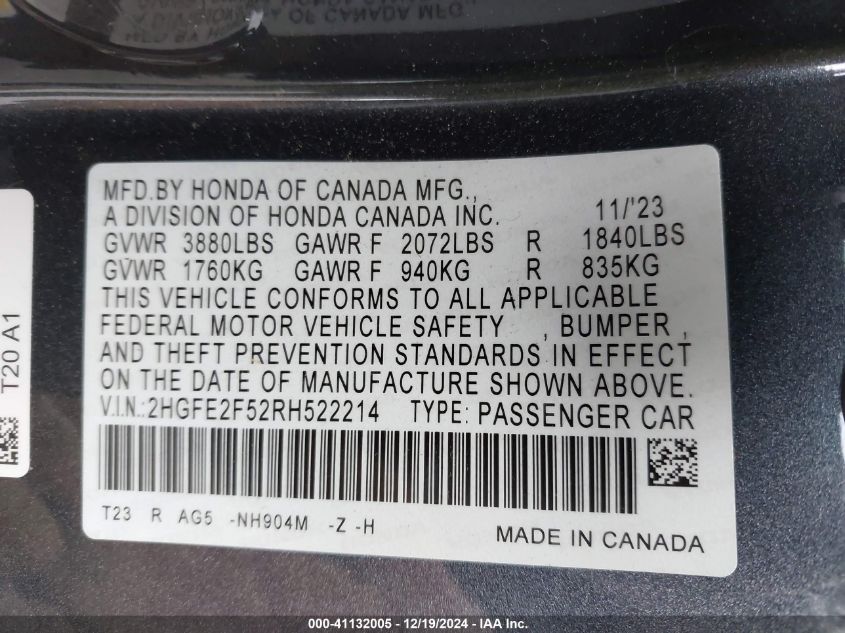 MFD.BY HONDA OF CANADA MFG.,
A DIVISION OF HONDA CANADA INC. 11/'23
GVWR 3880LBS GAWR F 2072LBS R 1840LBS
GVWR 1760KG GAWR F 940KG R 835KG
THIS VEHICLE CONFORMS TO ALL APPLICABLE
FEDERAL MOTOR VEHICLE SAFETY , BUMPER ,
AND THEFT PREVENTION STANDARDS IN EFFECT
ON THE DATE OF MANUFACTURE SHOWN ABOVE.
V.I.N.:2HGFE2F52RH522214 TYPE: PASSENGER CAR
T23 R AG5 -NH904M -Z -H
MADE IN CANADA
T20 A1
000-41132005 - 12/19/2024 - IAA Inc.